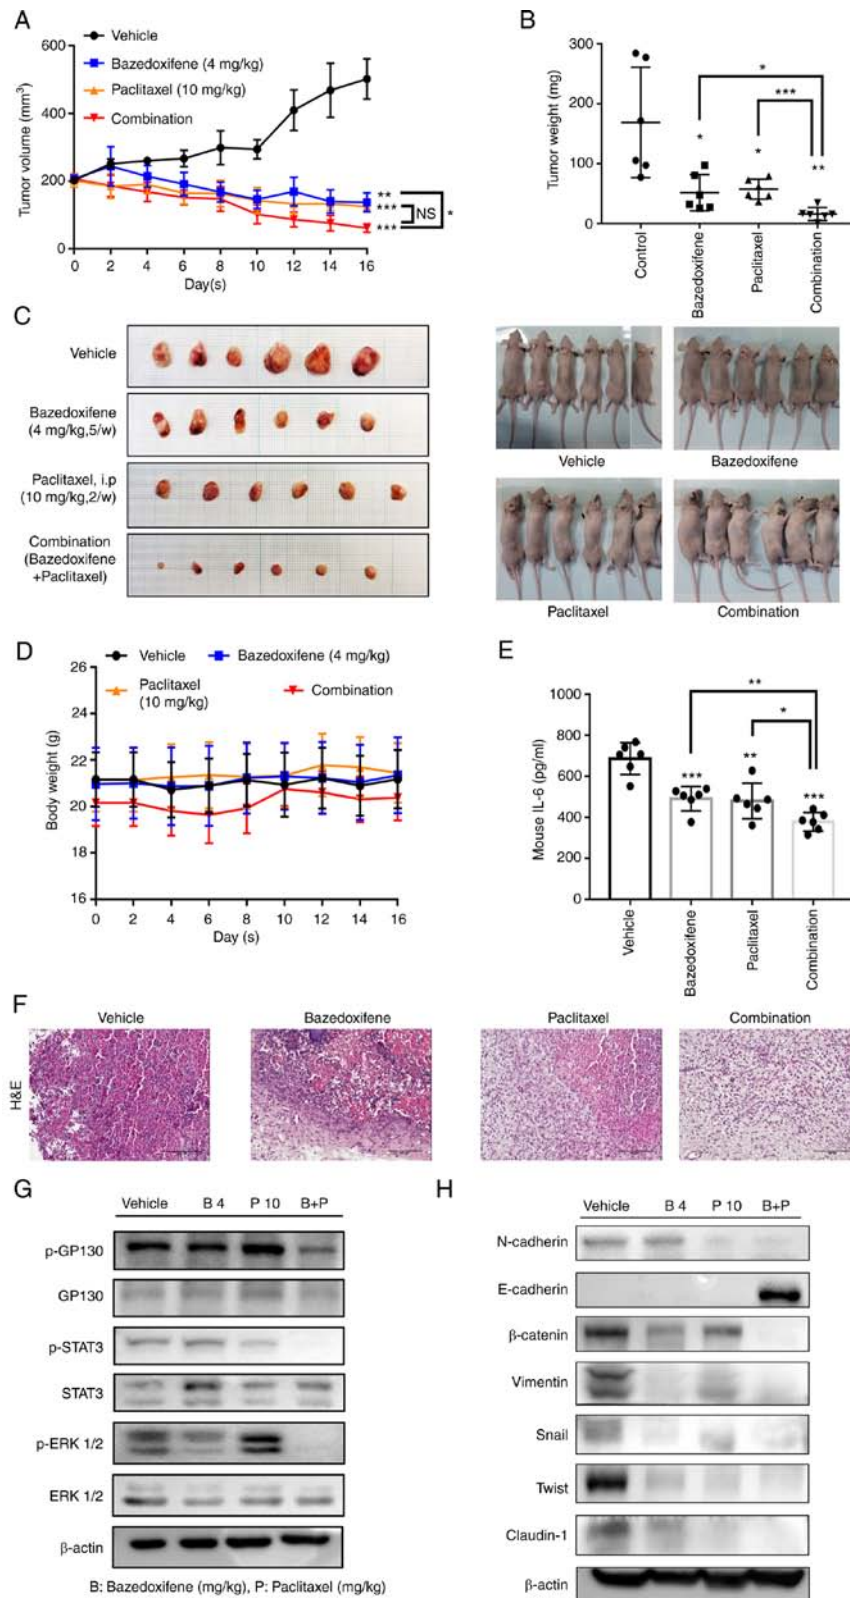 A
Vehicle
Bazedoxifene (4 mg/kg)
Paclitaxel (10 mg/kg)
Combination
Tumor volume (mm³)
600
400
200
0
** 
***
***
NS
*
0 2 4 6 8 10 12 14 16
Day(s)
B
Tumor weight (mg)
300
200
100
0
*
***
*
*
**
Control
Bazedoxifene
Paclitaxel
Combination
C
Vehicle
Bazedoxifene
(4 mg/kg,5/w)
Paclitaxel, i.p
(10 mg/kg,2/w)
Combination
(Bazedoxifene
+Paclitaxel)
Vehicle
Bazedoxifene
Paclitaxel
Combination
D
Vehicle
Bazedoxifene (4 mg/kg)
Paclitaxel
(10 mg/kg)
Combination
Body weight (g)
26
24
22
20
18
16
0 2 4 6 8 10 12 14 16
Day (s)
E
Mouse IL-6 (pg/ml)
1000
800
600
400
200
0
**
*
***
**
***
Vehicle
Bazedoxifene
Paclitaxel
Combination
F
Vehicle
Bazedoxifene
Paclitaxel
Combination
H&E
G
Vehicle B 4 P 10 B+P
p-GP130
GP130
p-STAT3
STAT3
p-ERK 1/2
ERK 1/2
β-actin
B: Bazedoxifene (mg/kg), P: Paclitaxel (mg/kg)
H
Vehicle B 4 P 10 B+P
N-cadherin
E-cadherin
β-catenin
Vimentin
Snail
Twist
Claudin-1
β-actin